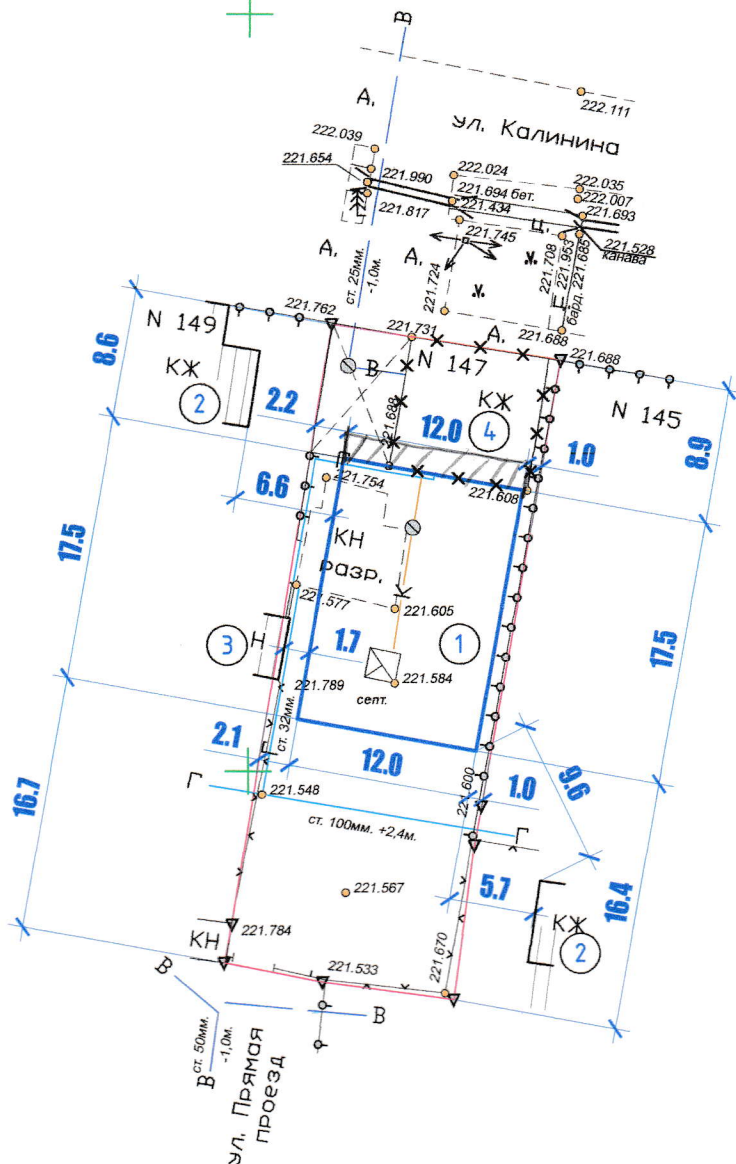 В
222.111
А.
ул. Калинина
222.039
221.654
221.990
222.024
222.035
221.694 бет.
222.007
221.434
221.693
221.817
ц.
А.
А.
221.745
221.528
канава
221.708
221.953
221.685
ст. 25мм.
-1,0м.
221.724
бард.
221.762
221.731
А.
221.688
221.688
N 149
N 147
N 145
8.6
КЖ
2
В
КЖ
4
8.9
2.2
12.0
1.0
221.688
6.6
221.754
221.608
17.5
КН
разр.
К
221.577
221.605
3
Н
1.7
1
17.5
221.789
221.584
септ.
ст. 32мм.
2.1
12.0
1.0
9.6
Г
221.548
221.600
ст. 100мм. +2,4м.
Г
16.7
221.567
5.7
16.4
КЖ
2
221.784
КН
221.670
221.533
В
В
ст. 50мм.
-1,0м.
В
ул. Прямая
проезд